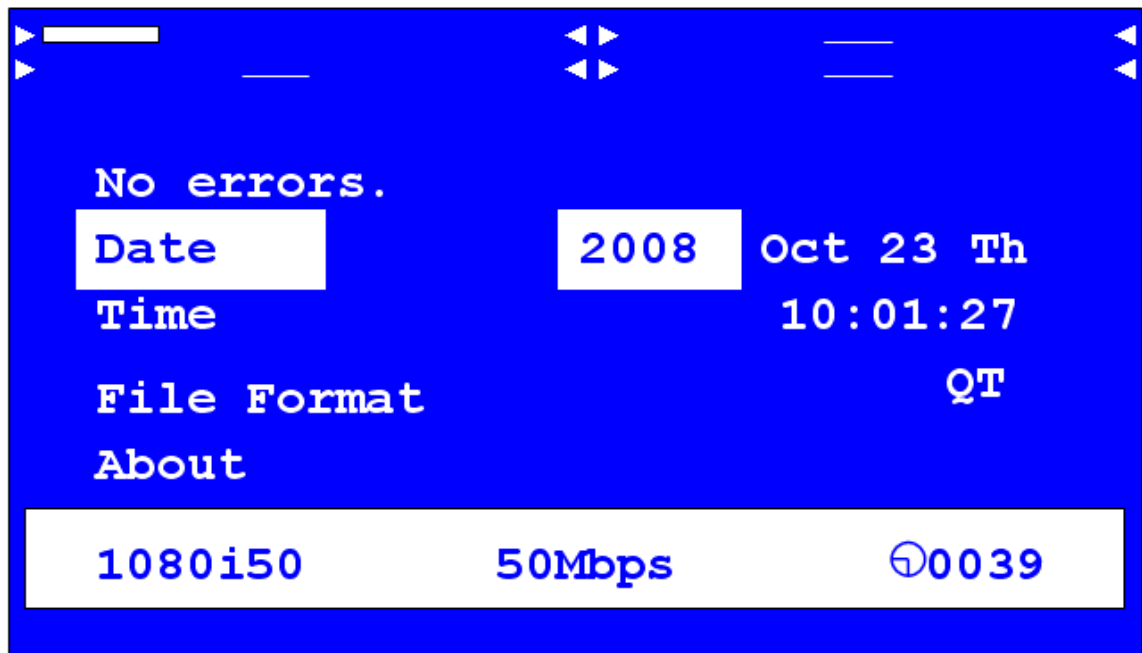 No errors.
Date 2008 Oct 23 Th
Time 10:01:27
File Format QT
About
1080i50 50Mbps 0039